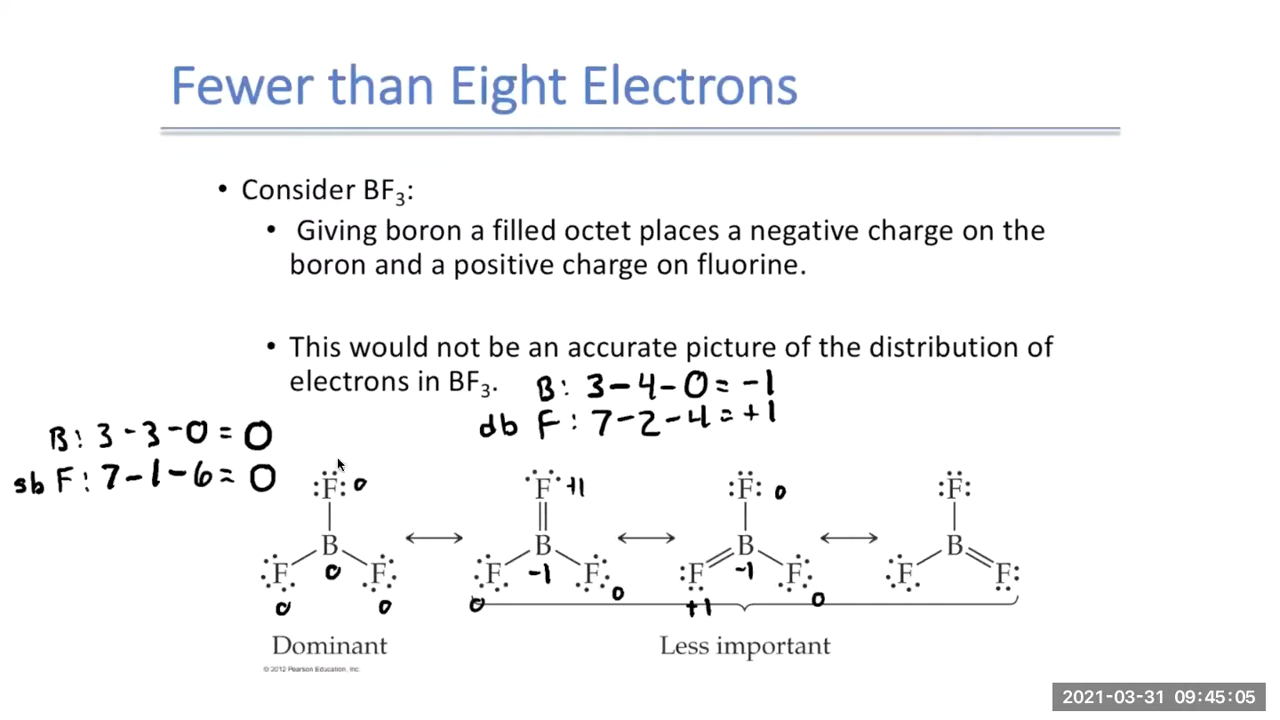 Fewer than Eight Electrons
• Consider BF₃:
• Giving boron a filled octet places a negative charge on the
boron and a positive charge on fluorine.
• This would not be an accurate picture of the distribution of
electrons in BF₃.
B: 3-4-0=-1
db F: 7-2-4=+1
B: 3-3-0=0
sb F: 7-1-6=0
:F: 0 F +1 :F: 0 :F:
B B B B
F 0 F F -1 F :F -1 F F F:
0 0 0 0 +1 0
Dominant Less important
© 2012 Pearson Education, Inc.
2021-03-31 09:45:05